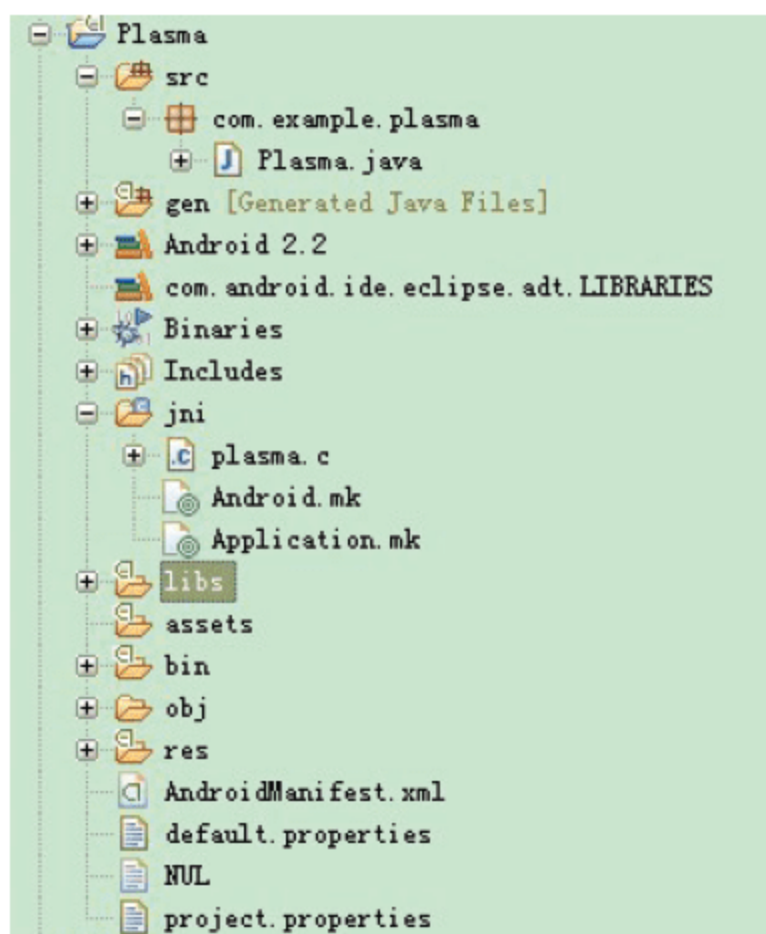 Plasma
src
com.example.plasma
Plasma.java
gen [Generated Java Files]
Android 2.2
com.android.ide.eclipse.adt.LIBRARIES
Binaries
Includes
jni
plasma.c
Android.mk
Application.mk
libs
assets
bin
obj
res
AndroidManifest.xml
default.properties
NUL
project.properties